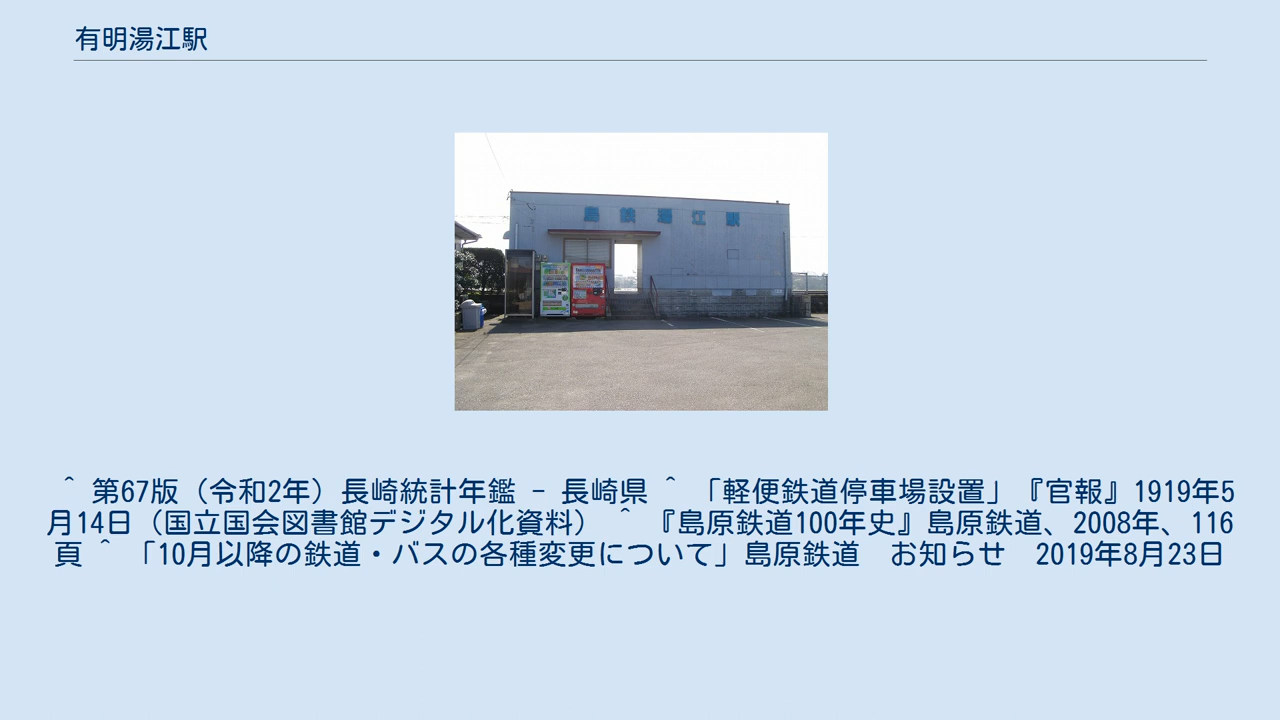 有明湯江駅
島鉄湯江駅
＾ 第67版（令和2年）長崎統計年鑑 - 長崎県 ＾ 「軽便鉄道停車場設置」『官報』1919年5
月14日（国立国会図書館デジタル化資料） ＾ 『島原鉄道100年史』島原鉄道、2008年、116
頁 ＾ 「10月以降の鉄道・バスの各種変更について」島原鉄道　お知らせ　2019年8月23日